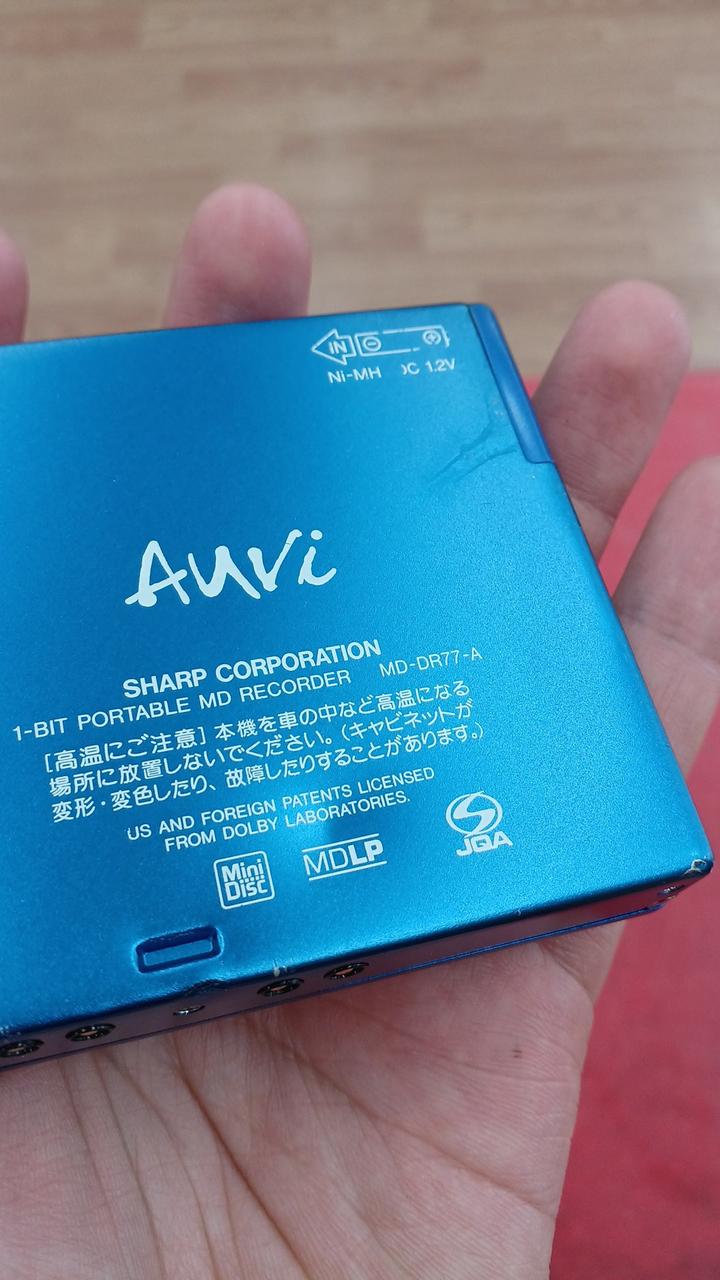 IN
Ni-MH DC 1.2V
Auvi
SHARP CORPORATION
1-BIT PORTABLE MD RECORDER MD-DR77-A
[高温にご注意] 本機を車の中など高温になる
場所に放置しないでください。(キャビネットが
変形・変色したり、故障したりすることがあります。)
US AND FOREIGN PATENTS LICENSED
FROM DOLBY LABORATORIES.
Mini
Disc
MDLP
JQA